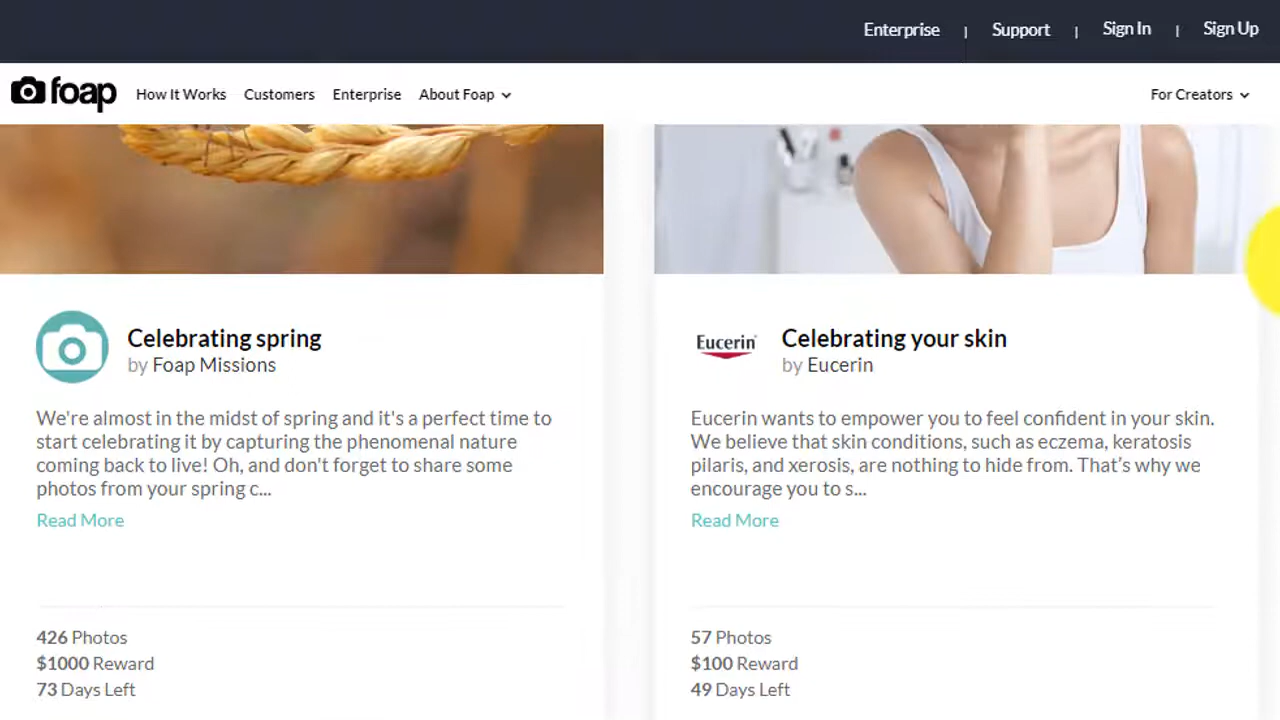 Enterprise | Support | Sign In | Sign Up
foap How It Works Customers Enterprise About Foap For Creators
Celebrating spring
by Foap Missions
We're almost in the midst of spring and it's a perfect time to
start celebrating it by capturing the phenomenal nature
coming back to live! Oh, and don't forget to share some
photos from your spring c...
Read More
426 Photos
$1000 Reward
73 Days Left
Eucerin
Celebrating your skin
by Eucerin
Eucerin wants to empower you to feel confident in your skin.
We believe that skin conditions, such as eczema, keratosis
pilaris, and xerosis, are nothing to hide from. That’s why we
encourage you to s...
Read More
57 Photos
$100 Reward
49 Days Left